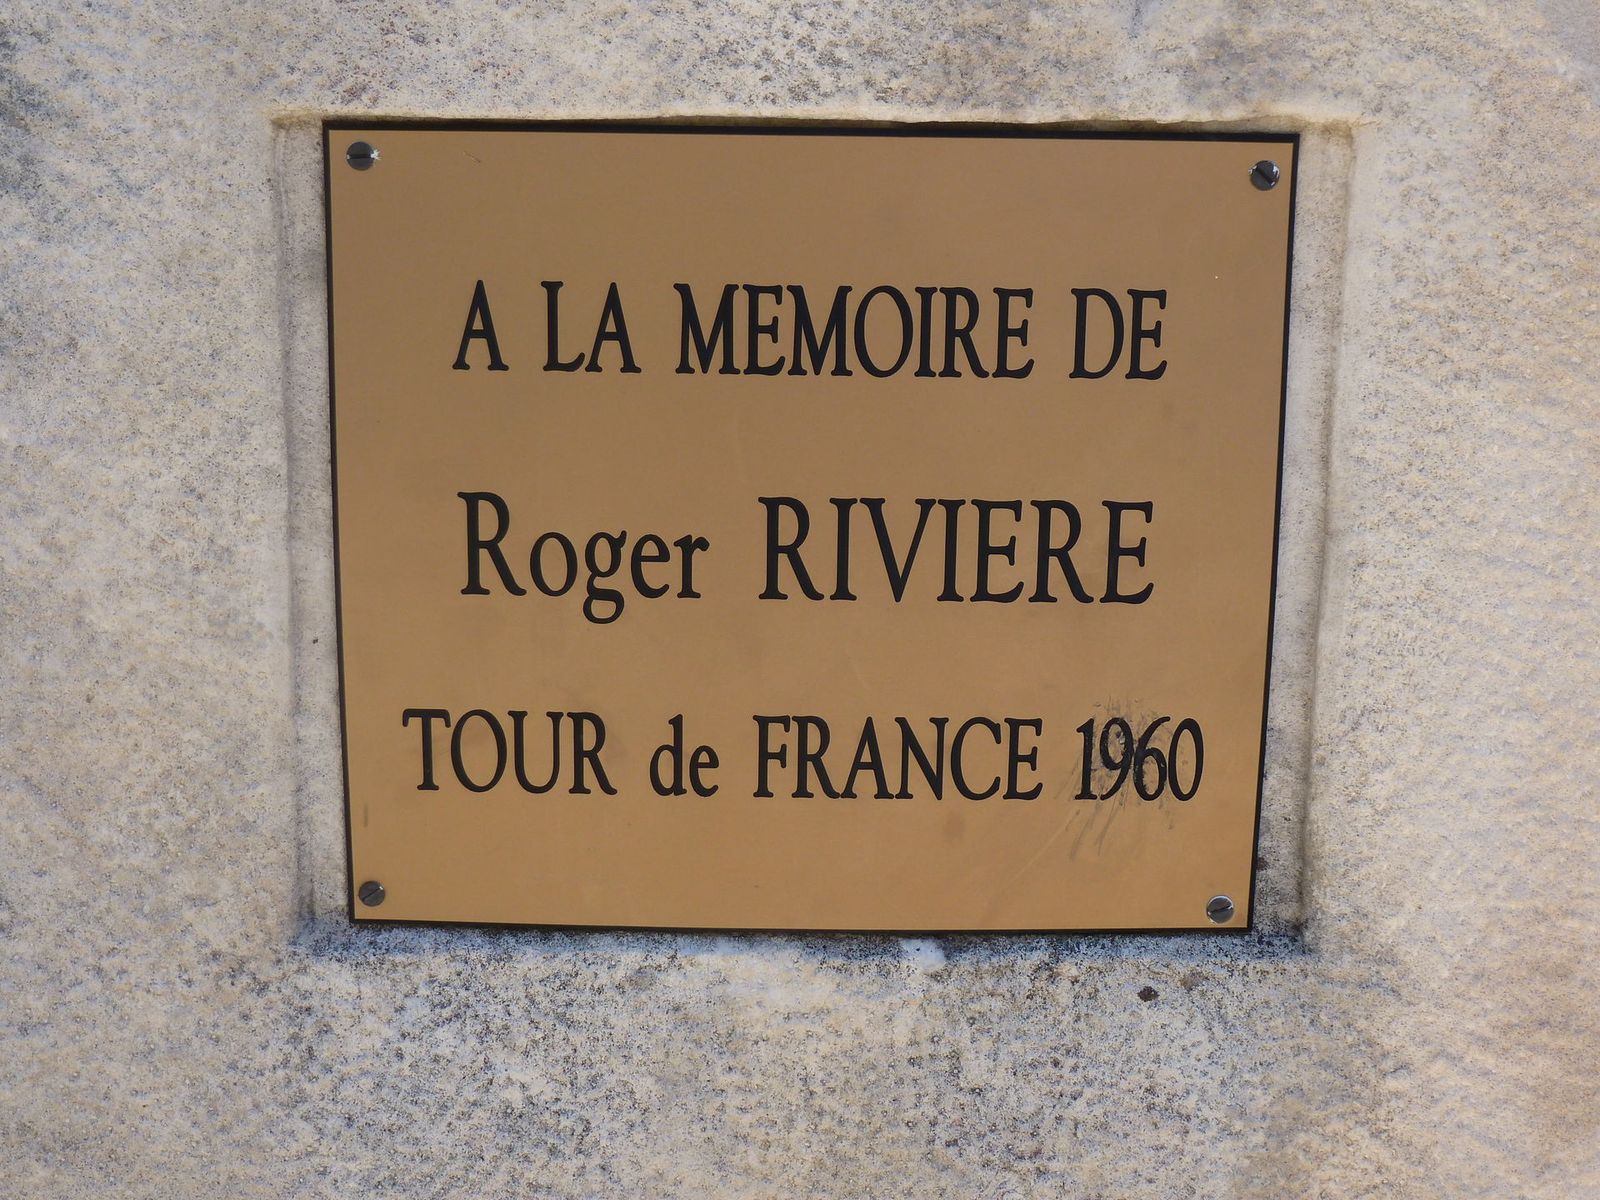 A LA MEMOIRE DE
Roger RIVIERE
TOUR de FRANCE 1960